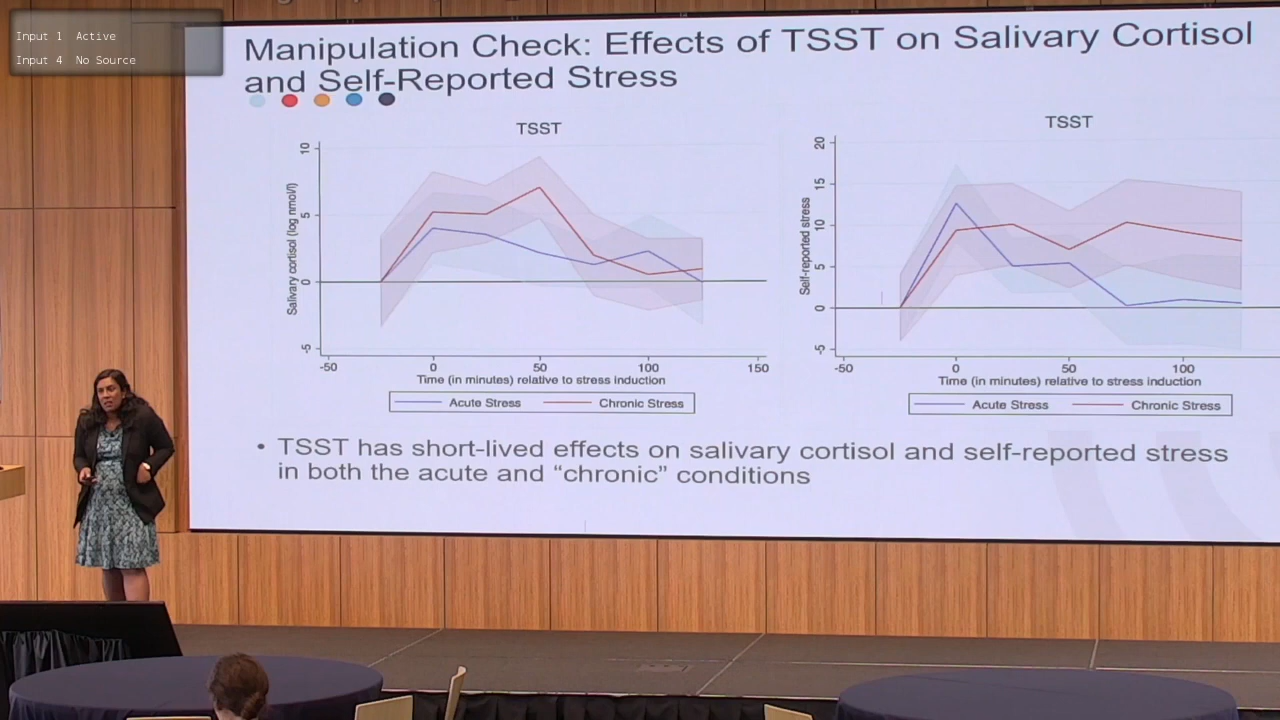 Input 1 Active
Input 4 No Source
Manipulation Check: Effects of TSST on Salivary Cortisol
and Self-Reported Stress
TSST
10
5
0
-5
Salivary cortisol (log nmol/l)
-50 0 50 100 150
Time (in minutes) relative to stress induction
Acute Stress Chronic Stress
TSST
20
15
10
5
0
-5
Self-reported stress
-50 0 50 100
Time (in minutes) relative to stress induction
Acute Stress Chronic Stress
• TSST has short-lived effects on salivary cortisol and self-reported stress
in both the acute and “chronic” conditions